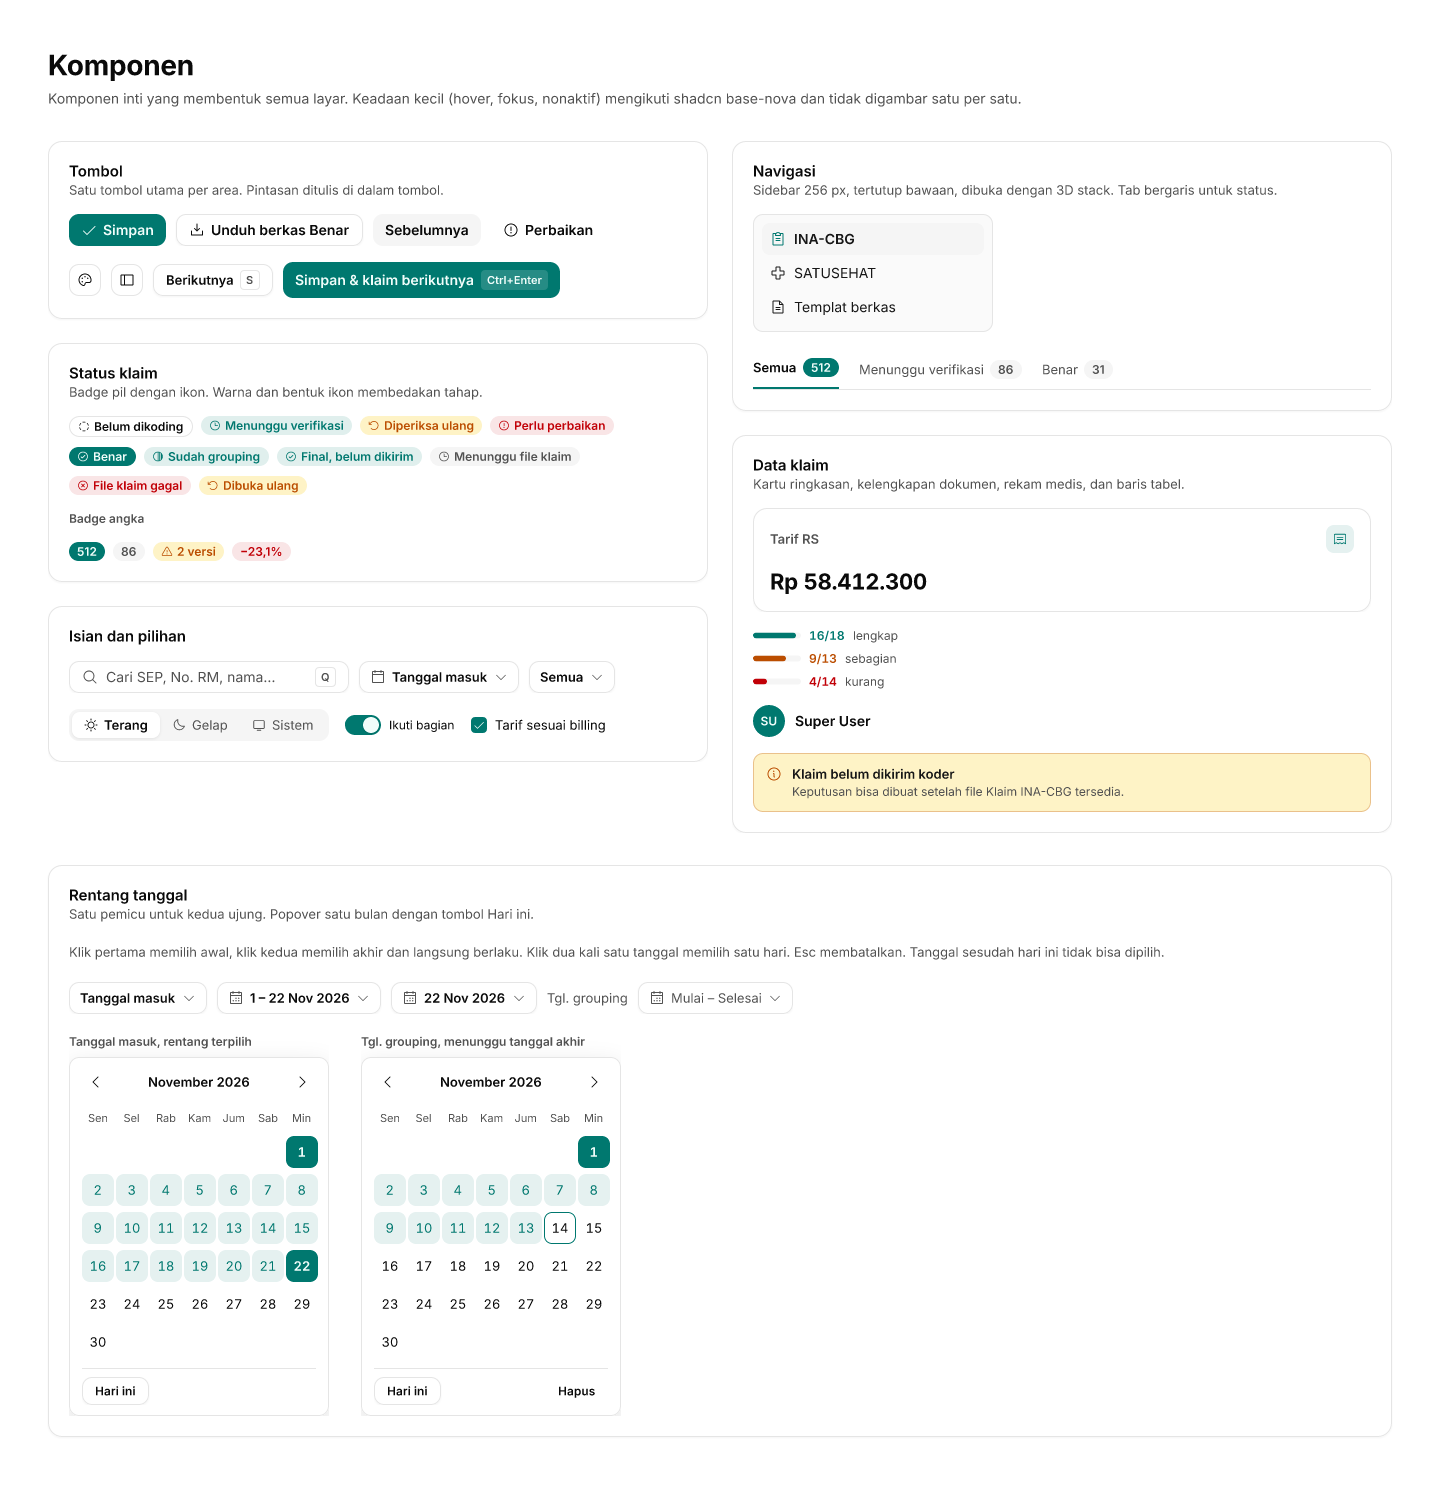 Komponen
Komponen inti yang membentuk semua layar. Keadaan kecil (hover, fokus, nonaktif) mengikuti shadcn base-nova dan tidak digambar satu per satu.
Tombol
Satu tombol utama per area. Pintasan ditulis di dalam tombol.
Simpan Unduh berkas Benar Sebelumnya Perbaikan
Berikutnya S Simpan & klaim berikutnya Ctrl+Enter
Status klaim
Badge pil dengan ikon. Warna dan bentuk ikon membedakan tahap.
Belum dikoding Menunggu verifikasi Diperiksa ulang Perlu perbaikan
Benar Sudah grouping Final, belum dikirim Menunggu file klaim
File klaim gagal Dibuka ulang
Badge angka
512 86 2 versi −23,1%
Isian dan pilihan
Cari SEP, No. RM, nama... Q Tanggal masuk Semua
Terang Gelap Sistem Ikuti bagian Tarif sesuai billing
Navigasi
Sidebar 256 px, tertutup bawaan, dibuka dengan 3D stack. Tab bergaris untuk status.
INA-CBG
SATUSEHAT
Templat berkas
Semua 512 Menunggu verifikasi 86 Benar 31
Data klaim
Kartu ringkasan, kelengkapan dokumen, rekam medis, dan baris tabel.
Tarif RS
Rp 58.412.300
16/18 lengkap
9/13 sebagian
4/14 kurang
SU Super User
Klaim belum dikirim koder
Keputusan bisa dibuat setelah file Klaim INA-CBG tersedia.
Rentang tanggal
Satu pemicu untuk kedua ujung. Popover satu bulan dengan tombol Hari ini.
Klik pertama memilih awal, klik kedua memilih akhir dan langsung berlaku. Klik dua kali satu tanggal memilih satu hari. Esc membatalkan. Tanggal sesudah hari ini tidak bisa dipilih.
Tanggal masuk 1 – 22 Nov 2026 22 Nov 2026 Tgl. grouping Mulai – Selesai
Tanggal masuk, rentang terpilih
November 2026
Sen Sel Rab Kam Jum Sab Min
1
2 3 4 5 6 7 8
9 10 11 12 13 14 15
16 17 18 19 20 21 22
23 24 25 26 27 28 29
30
Hari ini
Tgl. grouping, menunggu tanggal akhir
November 2026
Sen Sel Rab Kam Jum Sab Min
1
2 3 4 5 6 7 8
9 10 11 12 13 14 15
16 17 18 19 20 21 22
23 24 25 26 27 28 29
30
Hari ini Hapus